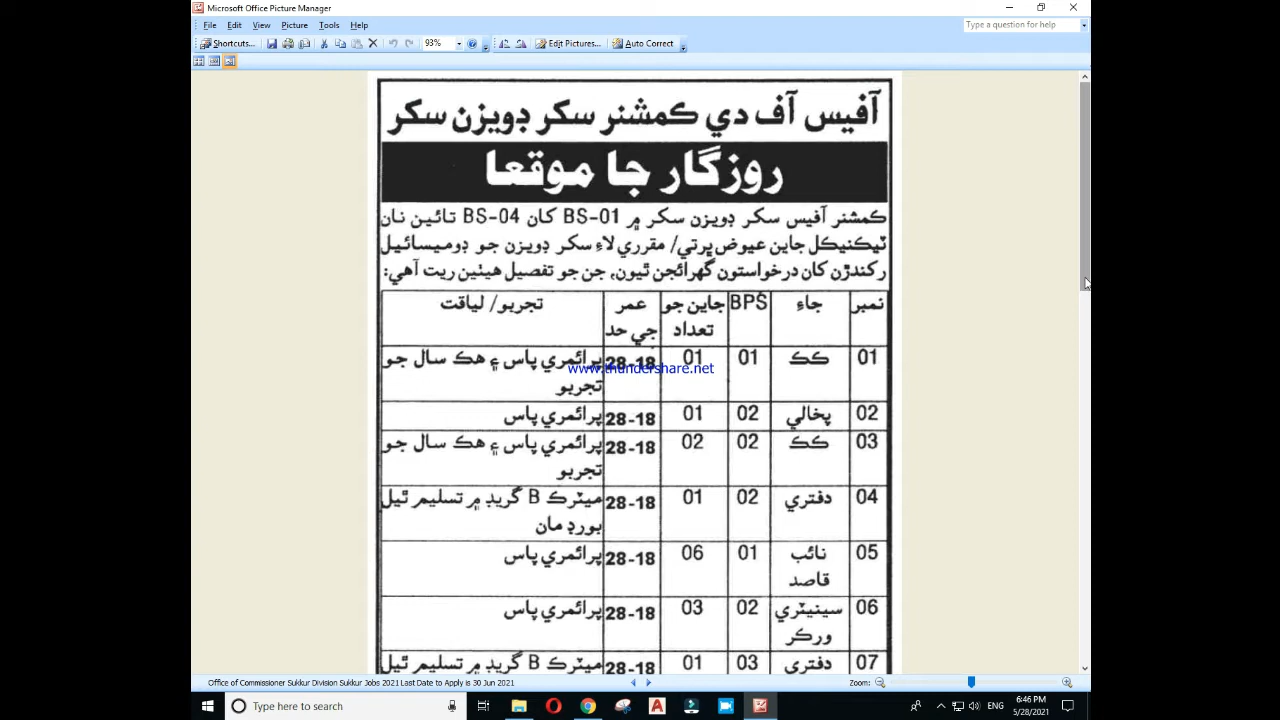 Microsoft Office Picture Manager
File Edit View Picture Tools Help
Type a question for help
Shortcuts... 93% Edit Pictures... Auto Correct
آفيس آف دي ڪمشنر سکر ڊويزن سکر
روزگار جا موقعا
ڪمشنر آفيس سکر ڊويزن سکر ۾ BS-01 کان BS-04 تائين نان
ٽيڪنيڪل جاين عيوض ڀرتي/ مقرري لاءِ سکر ڊويزن جو ڊوميسائيل
رکندڙن کان درخواستون گهرائجن ٿيون، جن جو تفصيل هيٺين ريت آهي:
نمبر جاءِ BPS جاين جو تعداد عمر جي حد تجربو/ لياقت
01 ڪڪ 01 01 28-18 پرائمري پاس ۽ هڪ سال جو
تجربو
www.thundershare.net
02 پخالي 02 01 28-18 پرائمري پاس
03 ڪڪ 02 02 28-18 پرائمري پاس ۽ هڪ سال جو
تجربو
04 دفتري 02 01 28-18 ميٽرڪ B گريڊ ۾ تسليم ٿيل
بورڊ مان
05 نائب قاصد 01 06 28-18 پرائمري پاس
06 سينيٽري ورڪر 02 03 28-18 پرائمري پاس
07 دفتري 03 01 28-18 ميٽرڪ B گريڊ ۾ تسليم ٿيل
Office of Commissioner Sukkur Division Sukkur Jobs 2021 Last Date to Apply is 30 Jun 2021
Zoom:
Type here to search
ENG
6:46 PM
5/28/2021